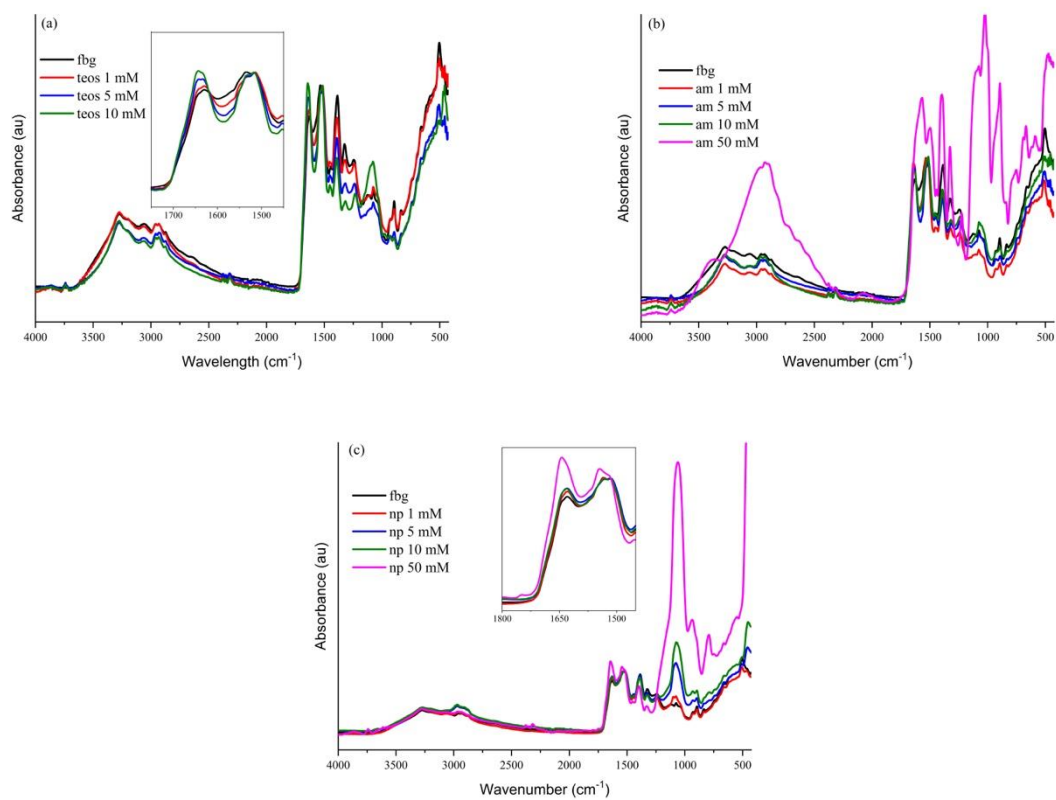 (a)
fbg
teos 1 mM
teos 5 mM
teos 10 mM
1700 1600 1500
Absorbance (au)
4000 3500 3000 2500 2000 1500 1000 500
Wavelength (cm⁻¹)
(b)
fbg
am 1 mM
am 5 mM
am 10 mM
am 50 mM
Absorbance (au)
4000 3500 3000 2500 2000 1500 1000 500
Wavenumber (cm⁻¹)
(c)
fbg
np 1 mM
np 5 mM
np 10 mM
np 50 mM
1800 1650 1500
Absorbance (au)
4000 3500 3000 2500 2000 1500 1000 500
Wavenumber (cm⁻¹)